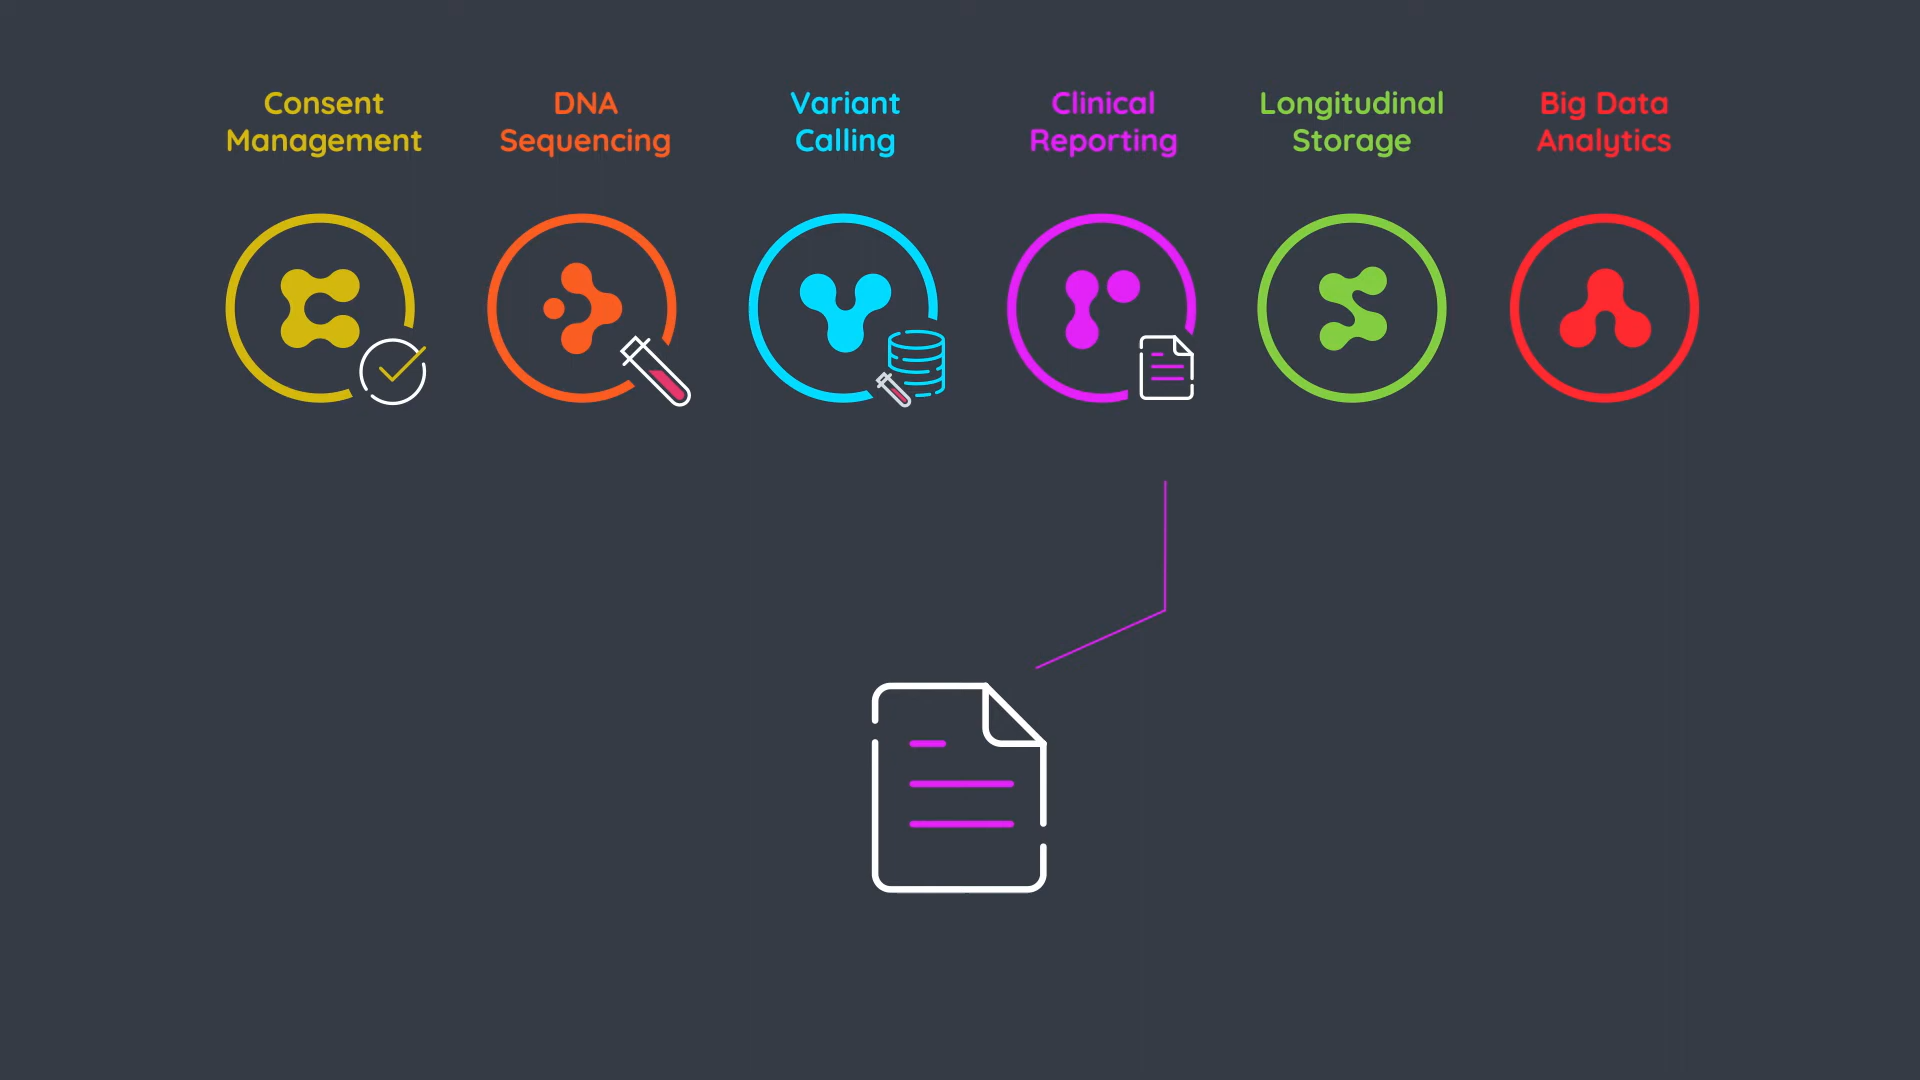 Consent
Management
DNA
Sequencing
Variant
Calling
Clinical
Reporting
Longitudinal
Storage
Big Data
Analytics